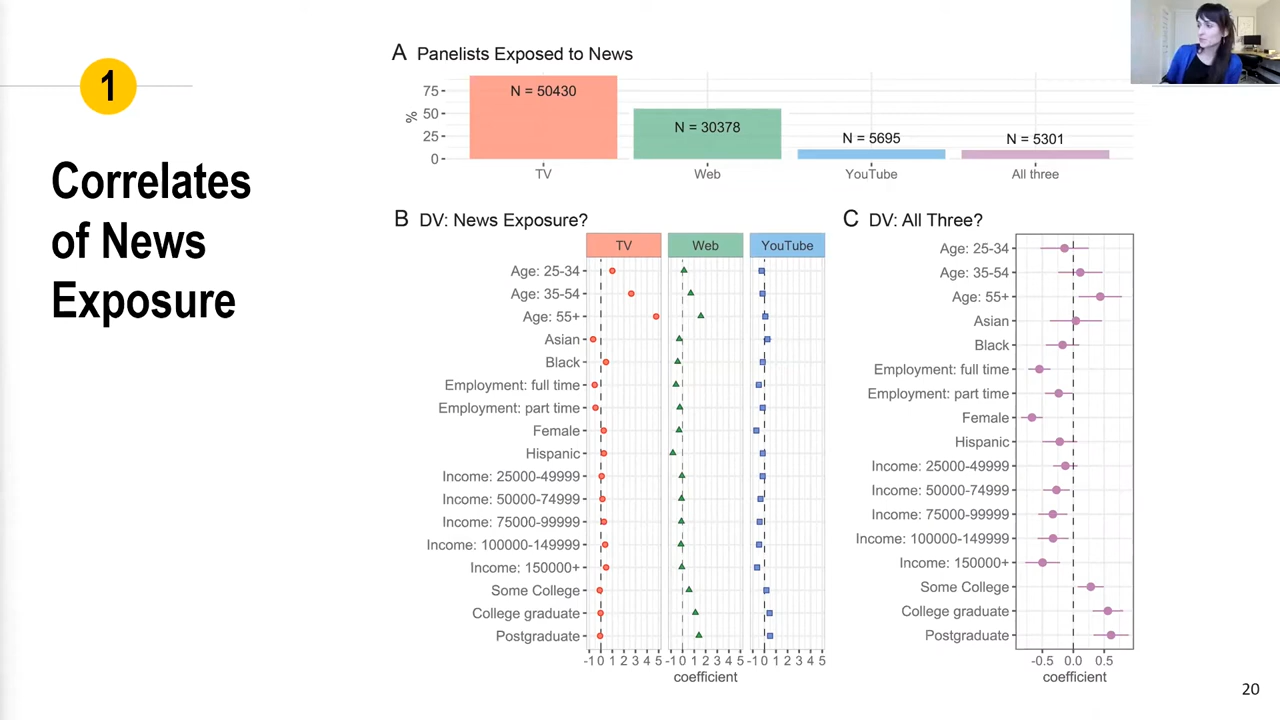 1
Correlates
of News
Exposure
A Panelists Exposed to News
%
75
50
25
0
N = 50430
N = 30378
N = 5695
N = 5301
TV Web YouTube All three
B DV: News Exposure?
TV Web YouTube
Age: 25-34
Age: 35-54
Age: 55+
Asian
Black
Employment: full time
Employment: part time
Female
Hispanic
Income: 25000-49999
Income: 50000-74999
Income: 75000-99999
Income: 100000-149999
Income: 150000+
Some College
College graduate
Postgraduate
-1 0 1 2 3 4 5 -1 0 1 2 3 4 5 -1 0 1 2 3 4 5
coefficient
C DV: All Three?
Age: 25-34
Age: 35-54
Age: 55+
Asian
Black
Employment: full time
Employment: part time
Female
Hispanic
Income: 25000-49999
Income: 50000-74999
Income: 75000-99999
Income: 100000-149999
Income: 150000+
Some College
College graduate
Postgraduate
-0.5 0.0 0.5
coefficient
20